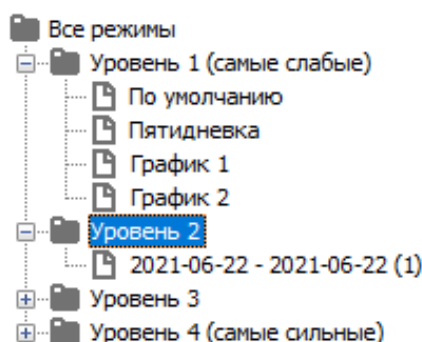 Все режимы
Уровень 1 (самые слабые)
По умолчанию
Пятидневка
График 1
График 2
Уровень 2
2021-06-22 - 2021-06-22 (1)
Уровень 3
Уровень 4 (самые сильные)